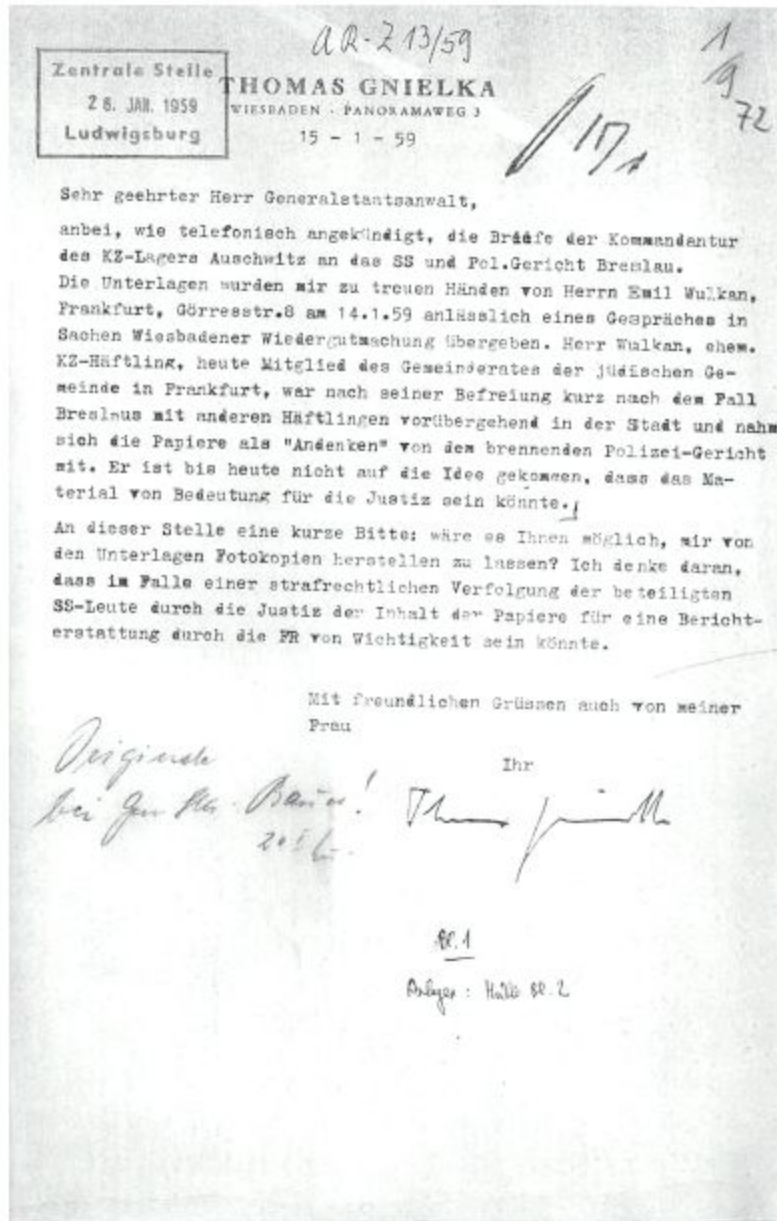 AR-Z 13/59
1
9
72
Zentrale Stelle
26. JAN. 1959
Ludwigsburg
THOMAS GNIELKA
WIESBADEN · PANORAMAWEG 3
15 - 1 - 59
Sehr geehrter Herr Generalstaatsanwalt,
anbei, wie telefonisch angekündigt, die Briefe der Kommandantur
des KZ-Lagers Auschwitz an das SS und Pol.Gericht Breslau.
Die Unterlagen wurden mir zu treuen Händen von Herrn Emil Wulkan,
Frankfurt, Görresstr.8 am 14.1.59 anlässlich eines Gespräches in
Sachen Wiesbadener Wiedergutmachung übergeben. Herr Wulkan, ehem.
KZ-Häftling, heute Mitglied des Gemeinderates der jüdischen Ge-
meinde in Frankfurt, war nach seiner Befreiung kurz nach dem Fall
Breslaus mit anderen Häftlingen vorübergehend in der Stadt und nahm
sich die Papiere als "Andenken" von dem brennenden Polizei-Gericht
mit. Er ist bis heute nicht auf die Idee gekommen, dass das Ma-
terial von Bedeutung für die Justiz sein könnte.
An dieser Stelle eine kurze Bitte: wäre es Ihnen möglich, mir von
den Unterlagen Fotokopien herstellen zu lassen? Ich denke daran,
dass im Falle einer strafrechtlichen Verfolgung der beteiligten
SS-Leute durch die Justiz der Inhalt der Papiere für eine Bericht-
erstattung durch die FR von Wichtigkeit sein könnte.
Mit freundlichen Grüssen auch von meiner
Frau
Ihr
Originale
bei Gen Sta. Bauer!
Bl.1
Bl. 2